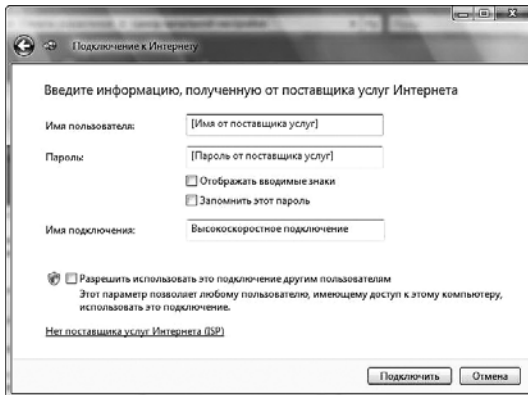 Подключение к Интернету
Введите информацию, полученную от поставщика услуг Интернета
Имя пользователя:
[Имя от поставщика услуг]
Пароль:
[Пароль от поставщика услуг]
Отображать вводимые знаки
Запомнить этот пароль
Имя подключения:
Высокоскоростное подключение
Разрешить использовать это подключение другим пользователям
Этот параметр позволяет любому пользователю, имеющему доступ к этому компьютеру,
использовать это подключение.
Нет поставщика услуг Интернета (ISP)
Подключить
Отмена